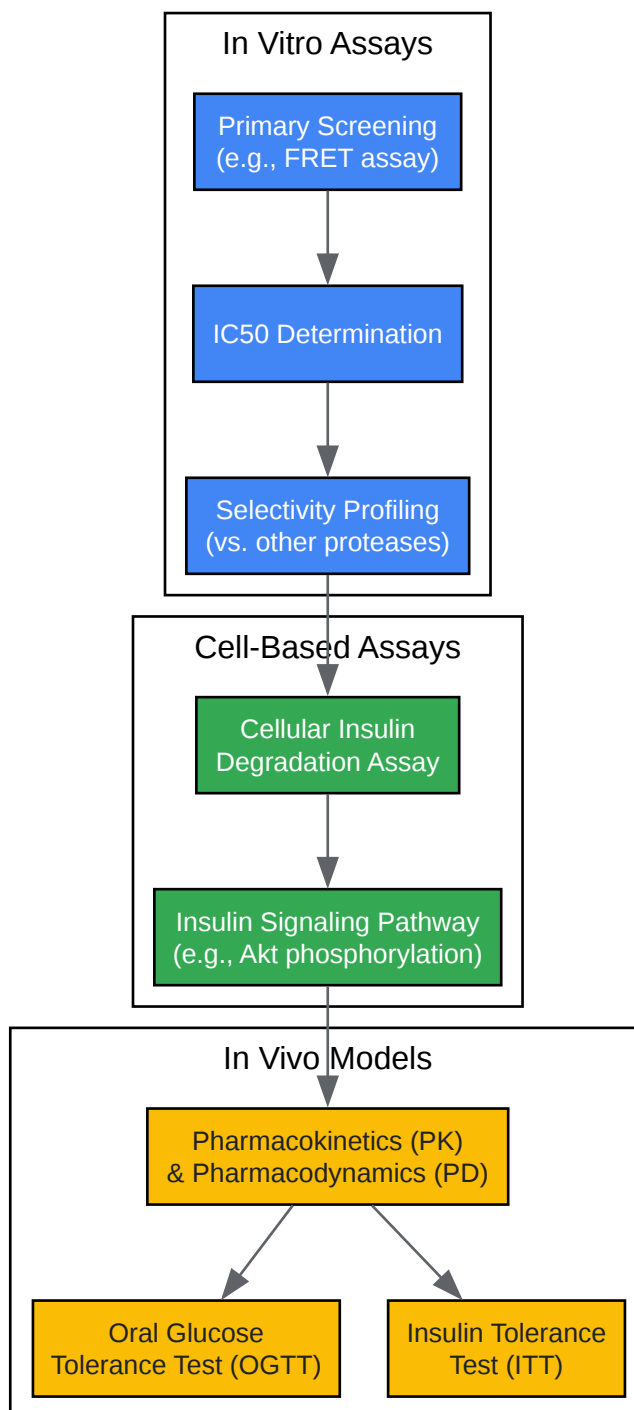 In Vitro Assays
Primary Screening
(e.g., FRET assay)
IC50 Determination
Selectivity Profiling
(vs. other proteases)
Cell-Based Assays
Cellular Insulin
Degradation Assay
Insulin Signaling Pathway
(e.g., Akt phosphorylation)
In Vivo Models
Pharmacokinetics (PK)
& Pharmacodynamics (PD)
Oral Glucose
Tolerance Test (OGTT)
Insulin Tolerance
Test (ITT)